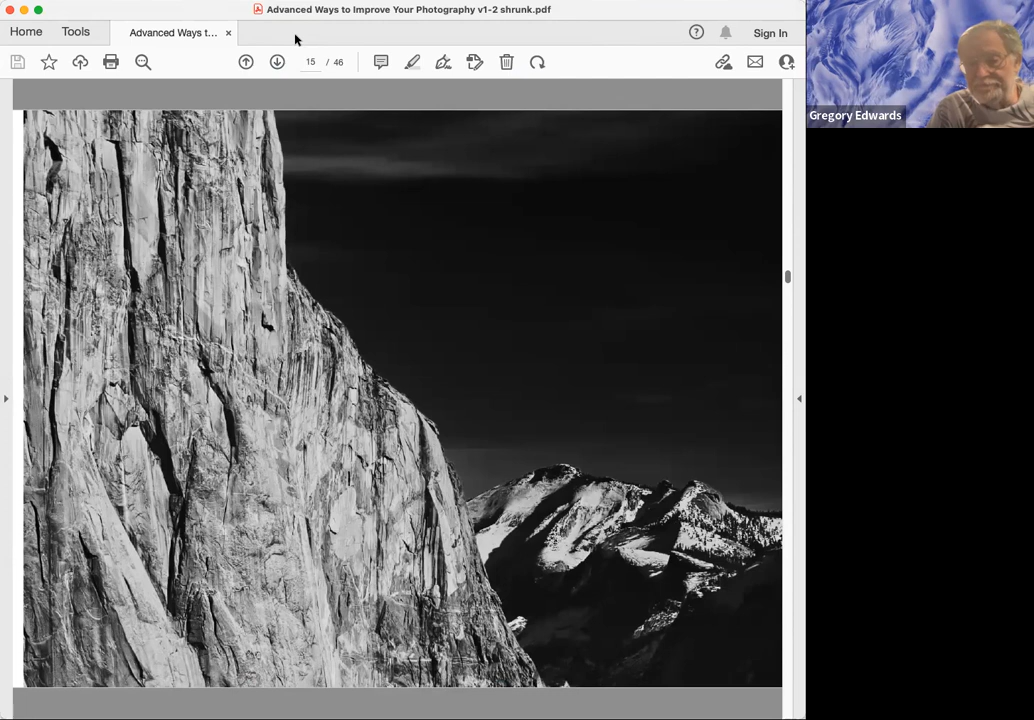 Advanced Ways to Improve Your Photography v1-2 shrunk.pdf
Home
Tools
Advanced Ways t...
Sign In
15 / 46
Gregory Edwards